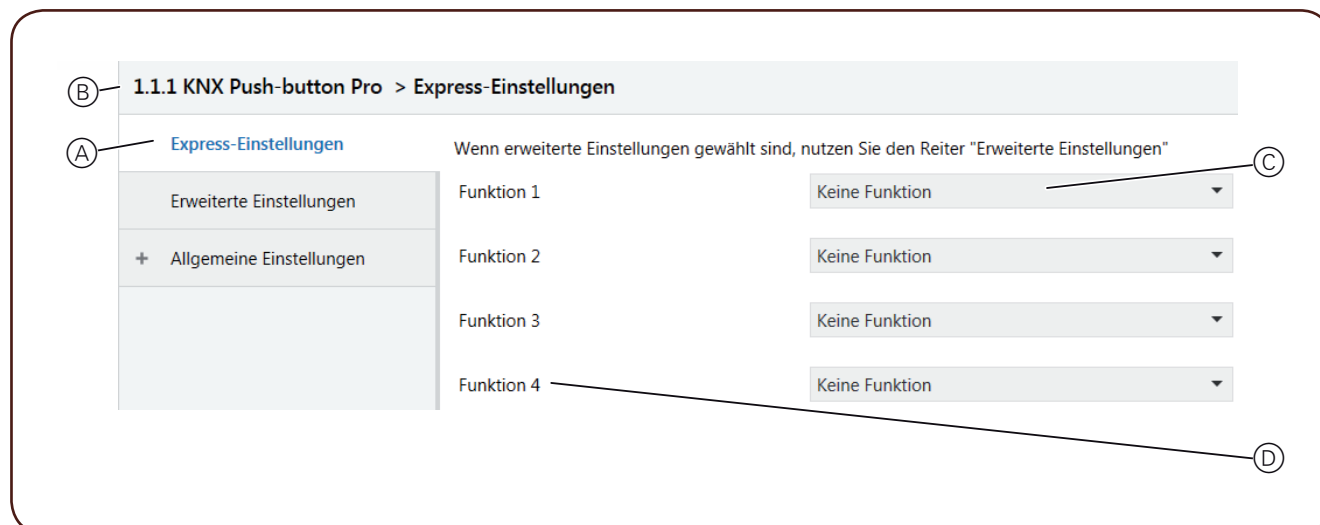 B
1.1.1 KNX Push-button Pro > Express-Einstellungen
A
Express-Einstellungen
Erweiterte Einstellungen
+ Allgemeine Einstellungen
Wenn erweiterte Einstellungen gewählt sind, nutzen Sie den Reiter "Erweiterte Einstellungen"
C
Funktion 1 Keine Funktion
Funktion 2 Keine Funktion
Funktion 3 Keine Funktion
Funktion 4 Keine Funktion
D